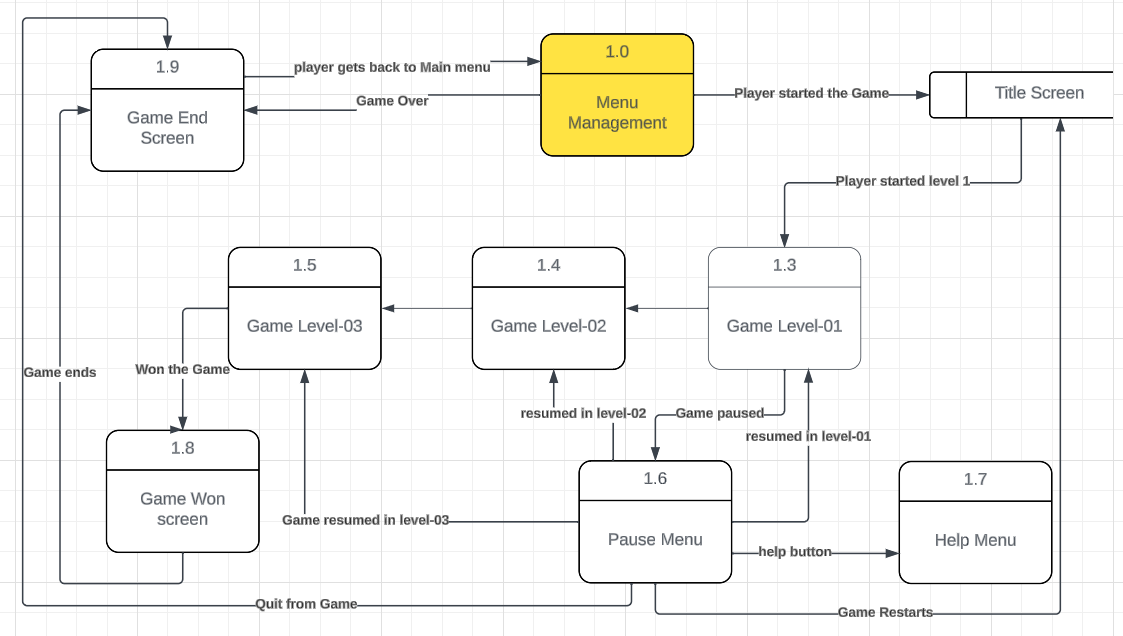 1.9
Game End
Screen
player gets back to Main menu
Game Over
1.0
Menu
Management
Player started the Game
Title Screen
Player started level 1
1.5
Game Level-03
1.4
Game Level-02
1.3
Game Level-01
Game ends
Won the Game
resumed in level-02
Game paused
resumed in level-01
1.8
Game Won
screen
1.6
Pause Menu
1.7
Help Menu
Game resumed in level-03
help button
Quit from Game
Game Restarts